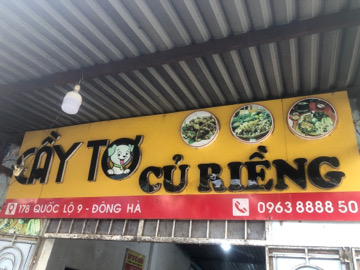 CẦY TƠ
CỦ RIỀNG
178 QUỐC LỘ 9 - ĐÔNG HÀ
0963 8888 50